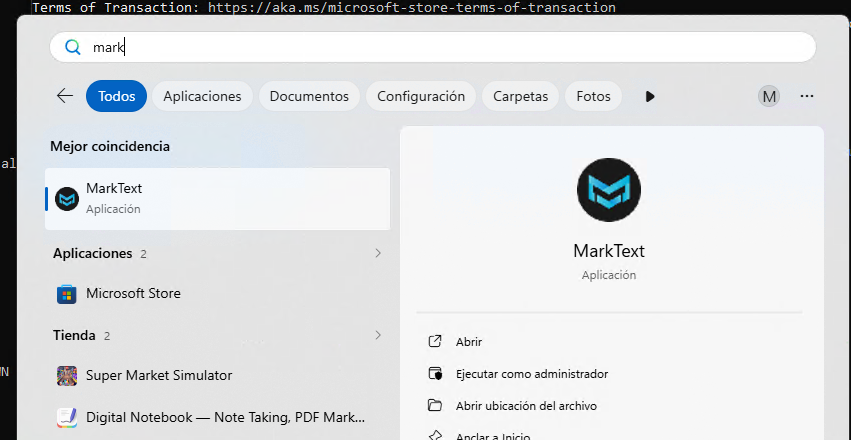 Terms of Transaction: https://aka.ms/microsoft-store-terms-of-transaction
mark
Todos Aplicaciones Documentos Configuración Carpetas Fotos M
Mejor coincidencia
al
MarkText
Aplicación
MarkText
Aplicación
Aplicaciones 2
Microsoft Store
Tienda 2
Abrir
Super Market Simulator
Ejecutar como administrador
Digital Notebook — Note Taking, PDF Mark...
Abrir ubicación del archivo
Anclar a Inicio